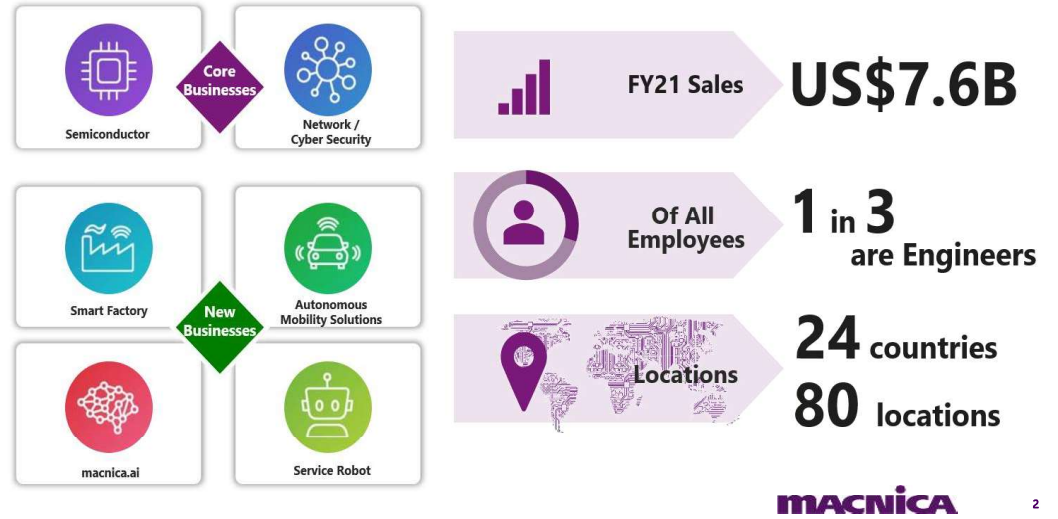 Core
Businesses
Semiconductor
Network /
Cyber Security
Smart Factory
Autonomous
Mobility Solutions
New
Businesses
macnica.ai
Service Robot
FY21 Sales
US$7.6B
Of All
Employees
1 in 3
are Engineers
Locations
24 countries
80 locations
macnica
2